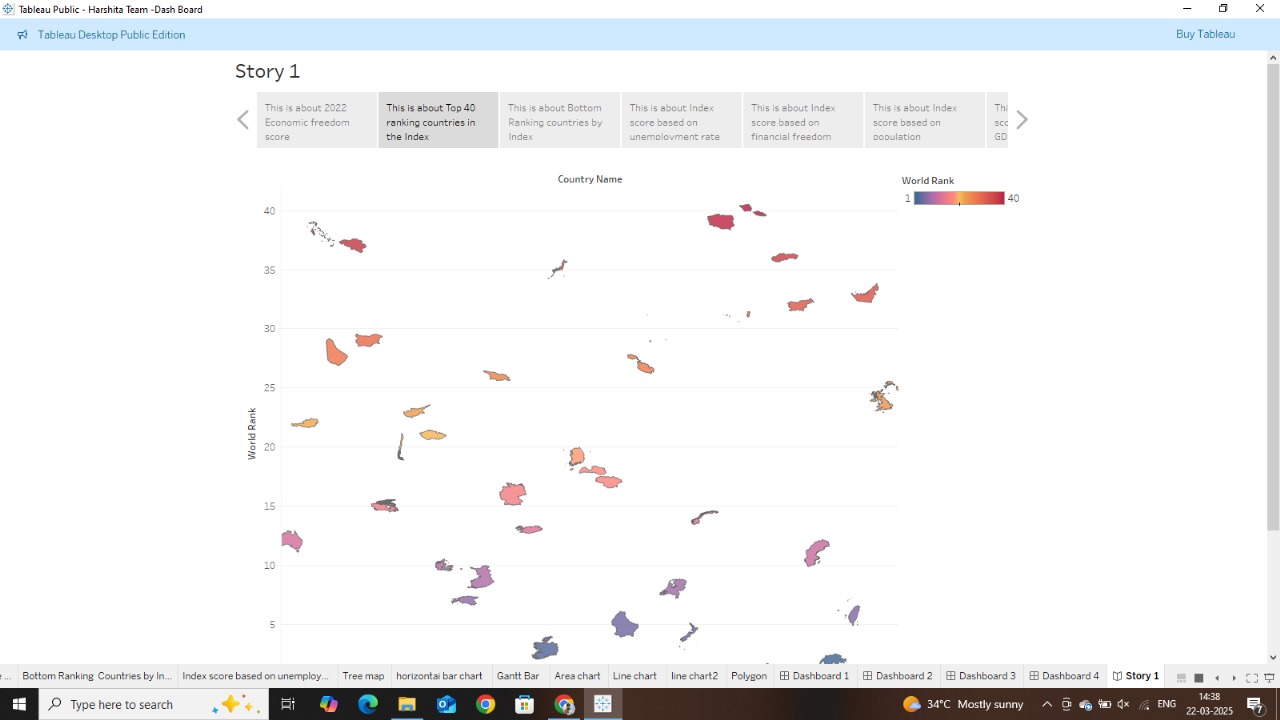 Tableau Public - Harshita Team -Dash Board
Tableau Desktop Public Edition
Buy Tableau
Story 1
This is about 2022
Economic freedom
score
This is about Top 40
ranking countries in
the Index
This is about Bottom
Ranking countries by
Index
This is about Index
score based on
unemployment rate
This is about Index
score based on
financial freedom
This is about Index
score based on
population
Thi
sco
GD
Country Name
World Rank
1
40
40
35
30
25
20
15
10
5
World Rank
e ...
Bottom Ranking Countries by In...
Index score based on unemploy...
Tree map
horizontai bar chart
Gantt Bar
Area chart
Line chart
line chart2
Polygon
Dashboard 1
Dashboard 2
Dashboard 3
Dashboard 4
Story 1
Type here to search
34°C Mostly sunny
ENG
14:38
22-03-2025